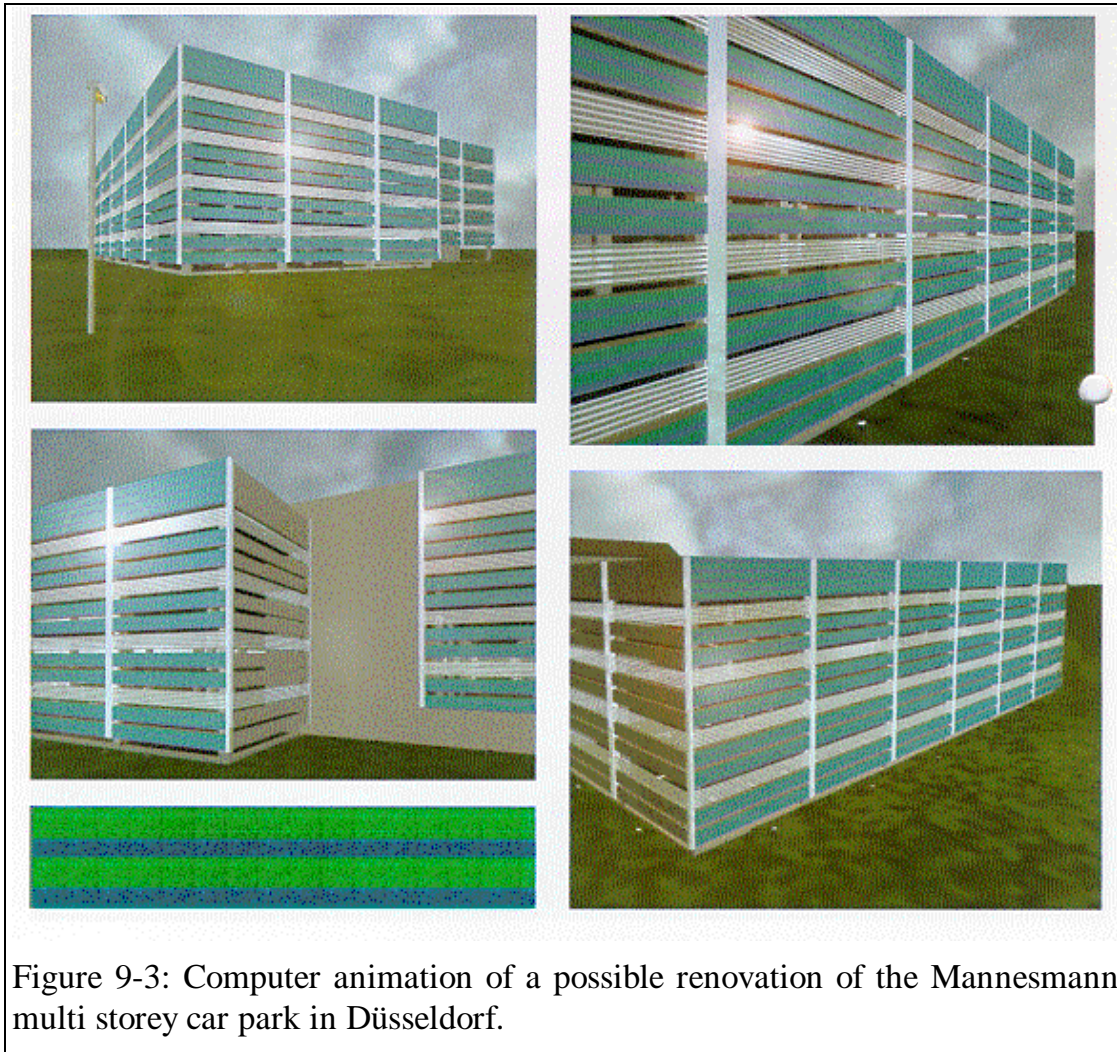 Figure 9-3: Computer animation of a possible renovation of the Mannesmann
multi storey car park in Düsseldorf.